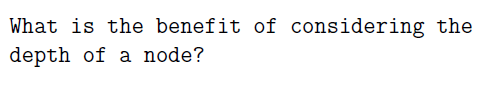 What is the benefit of considering the
depth of a node?